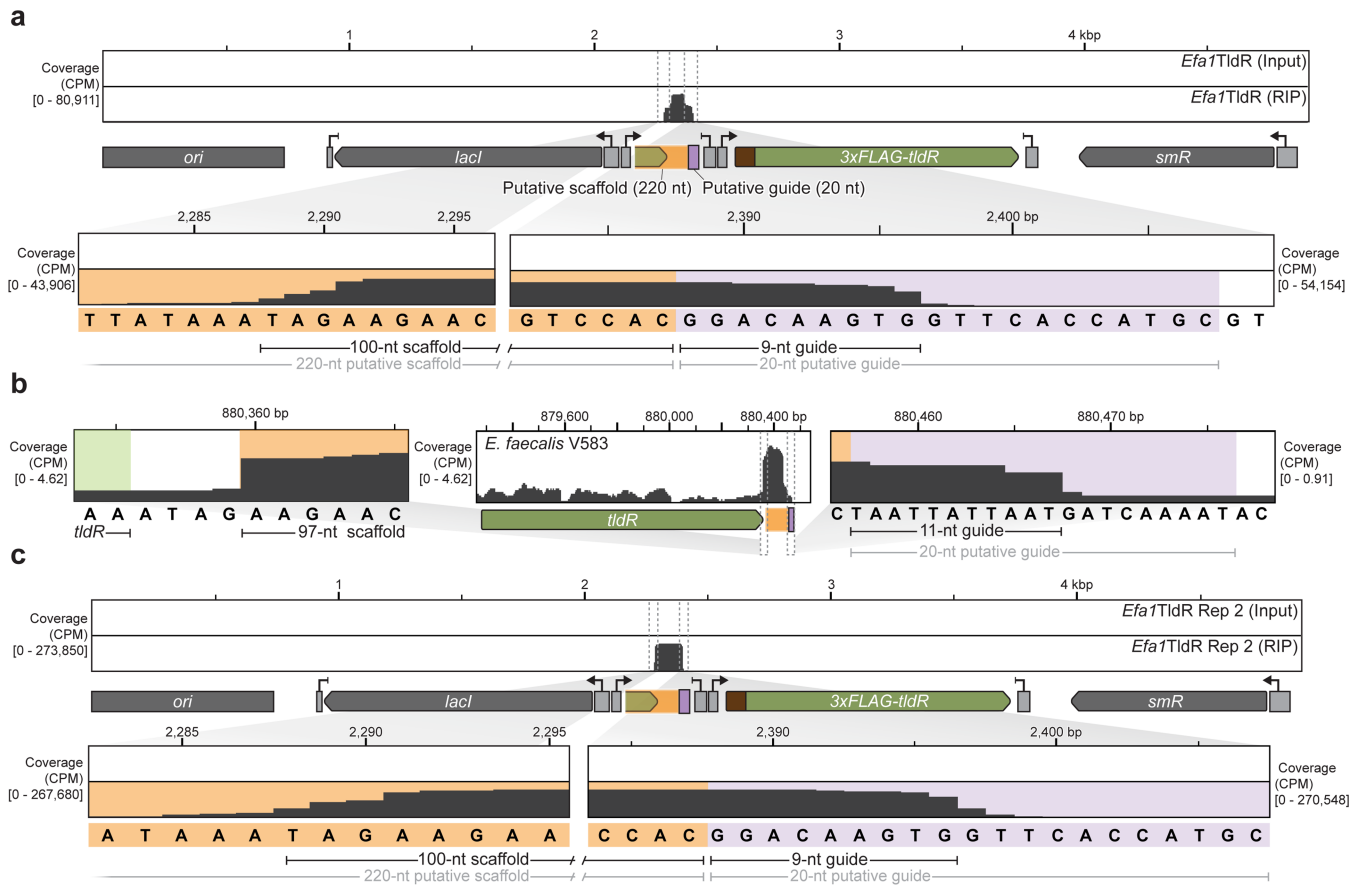 a
1 2 3 4 kbp
Coverage
(CPM)
[0 - 80,911]
Efa1TldR (Input)
Efa1TldR (RIP)
ori lacI 3xFLAG-tldR smR
Putative scaffold (220 nt) Putative guide (20 nt)
2,285 2,290 2,295 2,390 2,400 bp
Coverage
(CPM)
[0 - 43,906]
Coverage
(CPM)
[0 - 54,154]
T T A T A A A T A G A A G A A C G T C C A C G G A C A A G T G G T T C A C C A T G C G T
100-nt scaffold 9-nt guide
220-nt putative scaffold 20-nt putative guide
b
880,360 bp 879,600 880,000 880,400 bp 880,460 880,470 bp
Coverage
(CPM)
[0 - 4.62]
Coverage
(CPM)
[0 - 4.62]
E. faecalis V583
Coverage
(CPM)
[0 - 0.91]
A A A T A G A A G A A C
C T A A T T A T T A A T G A T C A A A A T A C
tldR 97-nt scaffold tldR 11-nt guide
20-nt putative guide
c
1 2 3 4 kbp
Coverage
(CPM)
[0 - 273,850]
Efa1TldR Rep 2 (Input)
Efa1TldR Rep 2 (RIP)
ori lacI 3xFLAG-tldR smR
2,285 2,290 2,295 2,390 2,400 bp
Coverage
(CPM)
[0 - 267,680]
Coverage
(CPM)
[0 - 270,548]
A T A A A T A G A A G A A C C A C G G A C A A G T G G T T C A C C A T G C
100-nt scaffold 9-nt guide
220-nt putative scaffold 20-nt putative guide